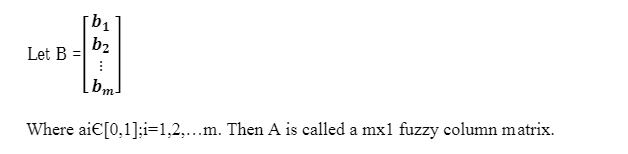 Let B = [b1
b2
⋮
bm]
Where ai€[0,1];i=1,2,…m. Then A is called a mx1 fuzzy column matrix.